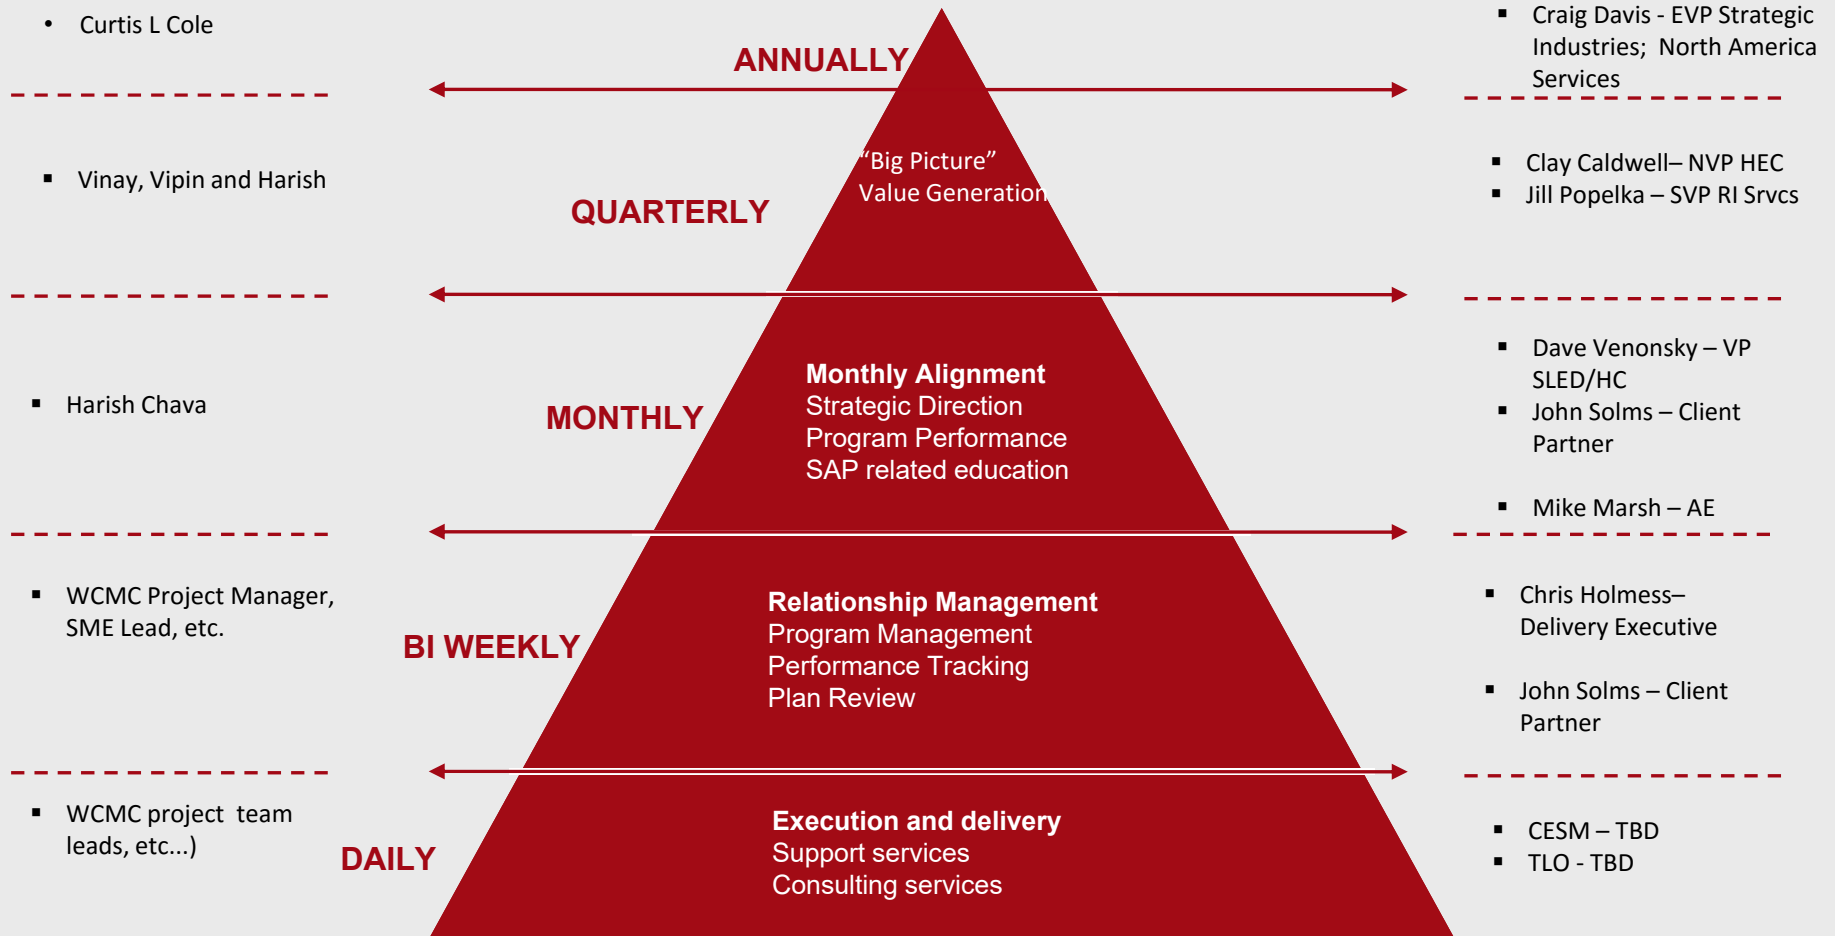 • Curtis L Cole
ANNUALLY
▪ Craig Davis - EVP Strategic
Industries; North America
Services
▪ Vinay, Vipin and Harish
QUARTERLY
“Big Picture”
Value Generation
▪ Clay Caldwell– NVP HEC
▪ Jill Popelka – SVP RI Srvcs
▪ Harish Chava
MONTHLY
Monthly Alignment
Strategic Direction
Program Performance
SAP related education
▪ Dave Venonsky – VP
SLED/HC
▪ John Solms – Client
Partner
▪ Mike Marsh – AE
▪ WCMC Project Manager,
SME Lead, etc.
BI WEEKLY
Relationship Management
Program Management
Performance Tracking
Plan Review
▪ Chris Holmess–
Delivery Executive
▪ John Solms – Client
Partner
▪ WCMC project  team
leads, etc...)
DAILY
Execution and delivery
Support services
Consulting services
▪ CESM – TBD
▪ TLO - TBD